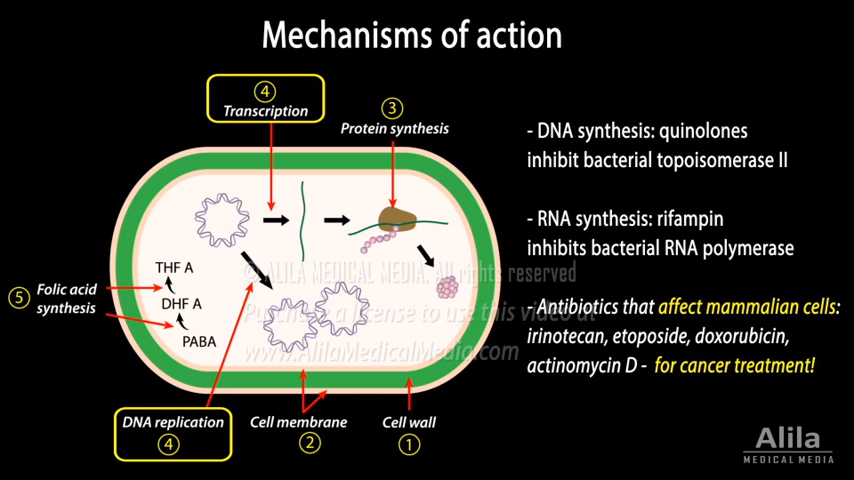 Mechanisms of action
④
Transcription
③
Protein synthesis
- DNA synthesis: quinolones
inhibit bacterial topoisomerase II
- RNA synthesis: rifampin
inhibits bacterial RNA polymerase
- Antibiotics that affect mammalian cells:
irinotecan, etoposide, doxorubicin,
actinomycin D - for cancer treatment!
THF A
⑤ Folic acid
synthesis
DHF A
PABA
© ALILA MEDICAL MEDIA. All rights reserved
Purchase a license to use this video at
www.AlilaMedicalMedia.com
DNA replication
④
Cell membrane
②
Cell wall
①
Alila
MEDICAL MEDIA